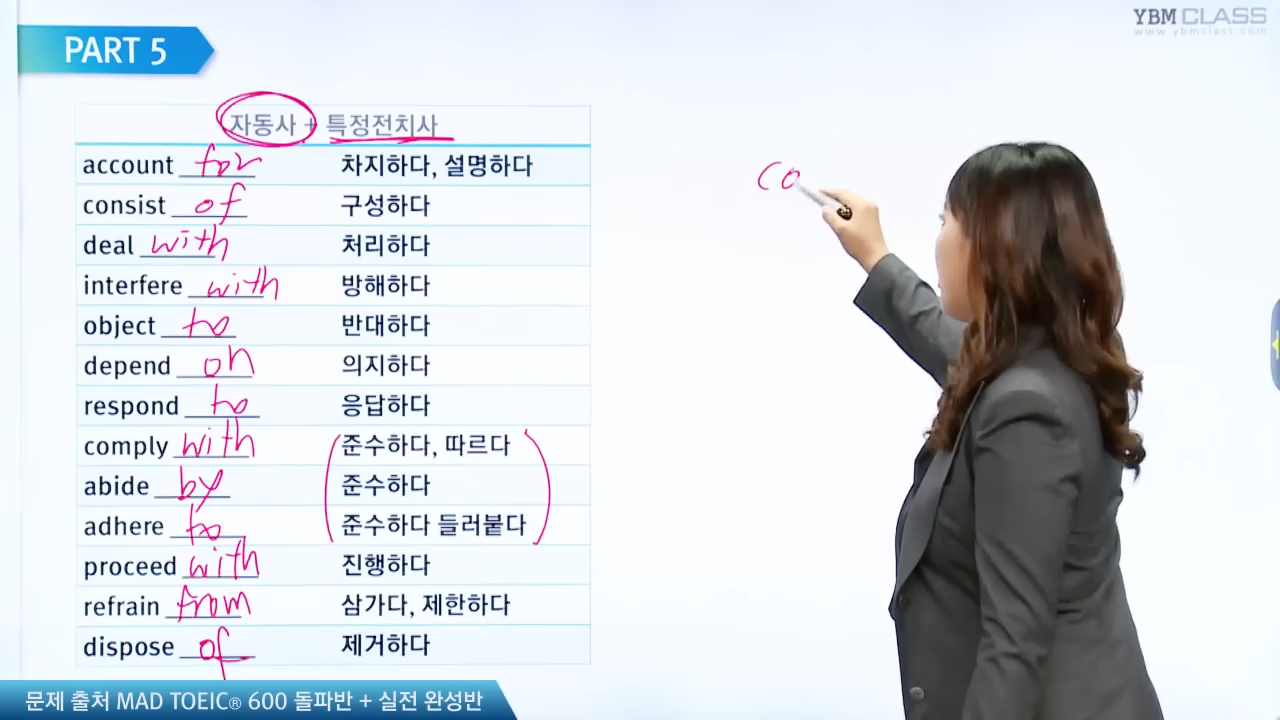 YBM CLASS
www.ybmclass.com
PART 5
자동사 + 특정전치사
account for 차지하다, 설명하다
consist of 구성하다
deal with 처리하다
interfere with 방해하다
object to 반대하다
depend on 의지하다
respond to 응답하다
comply with 준수하다, 따르다
abide by 준수하다
adhere to 준수하다 들러붙다
proceed with 진행하다
refrain from 삼가다, 제한하다
dispose of 제거하다
co
문제 출처 MAD TOEIC® 600 돌파반 + 실전 완성반